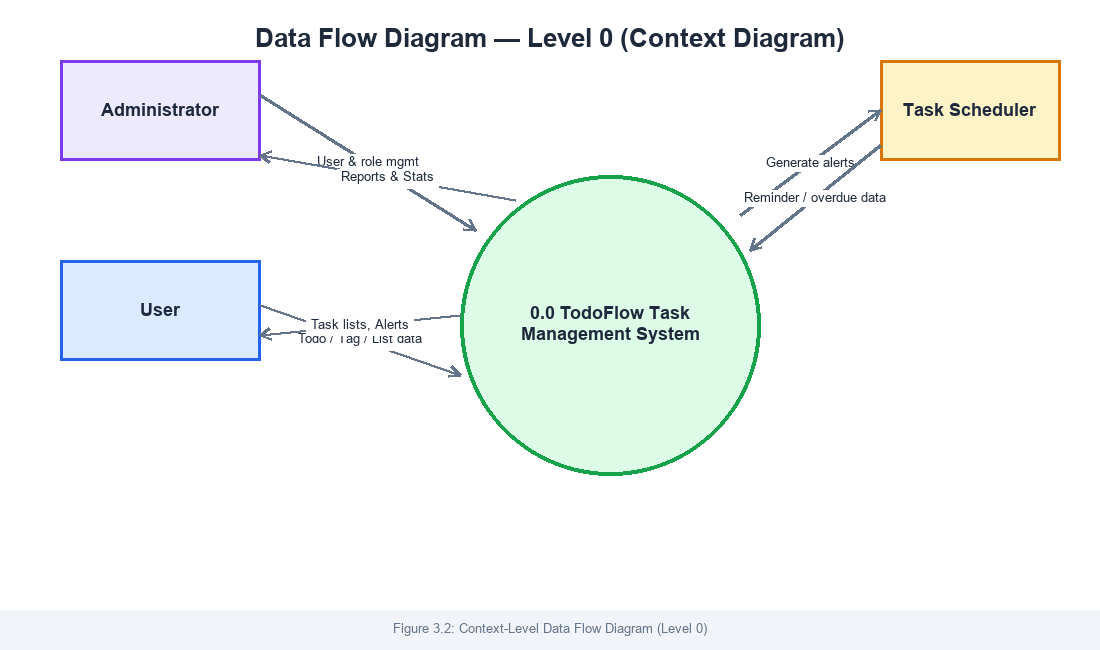 Data Flow Diagram — Level 0 (Context Diagram)
Administrator
Task Scheduler
User & role mgmt
Reports & Stats
Generate alerts
Reminder / overdue data
User
Task lists, Alerts
Todo / Tag / List data
0.0 TodoFlow Task
Management System
Figure 3.2: Context-Level Data Flow Diagram (Level 0)